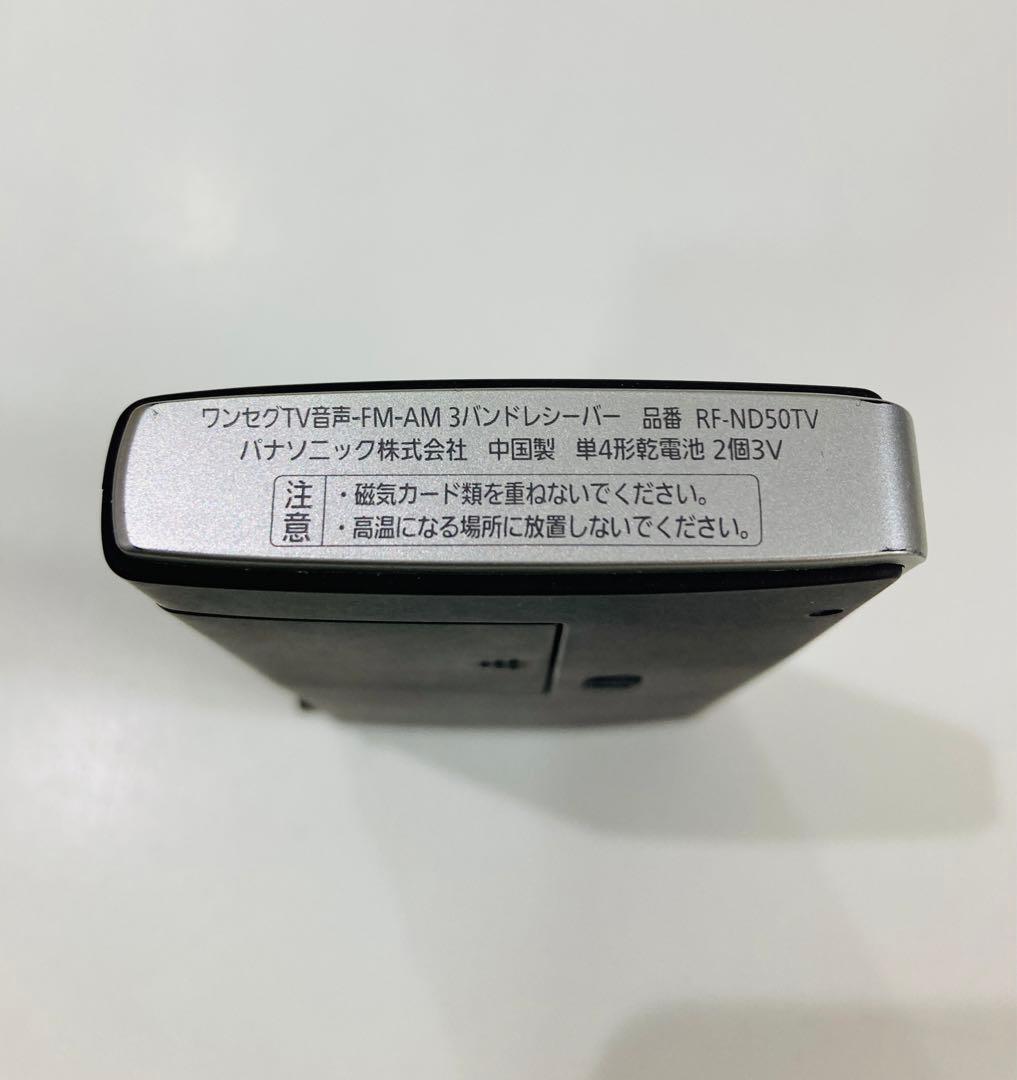 ワンセグTV音声-FM-AM 3バンドレシーバー 品番 RF-ND50TV
パナソニック株式会社 中国製 単4形乾電池 2個3V
注意
・磁気カード類を重ねないでください。
・高温になる場所に放置しないでください。